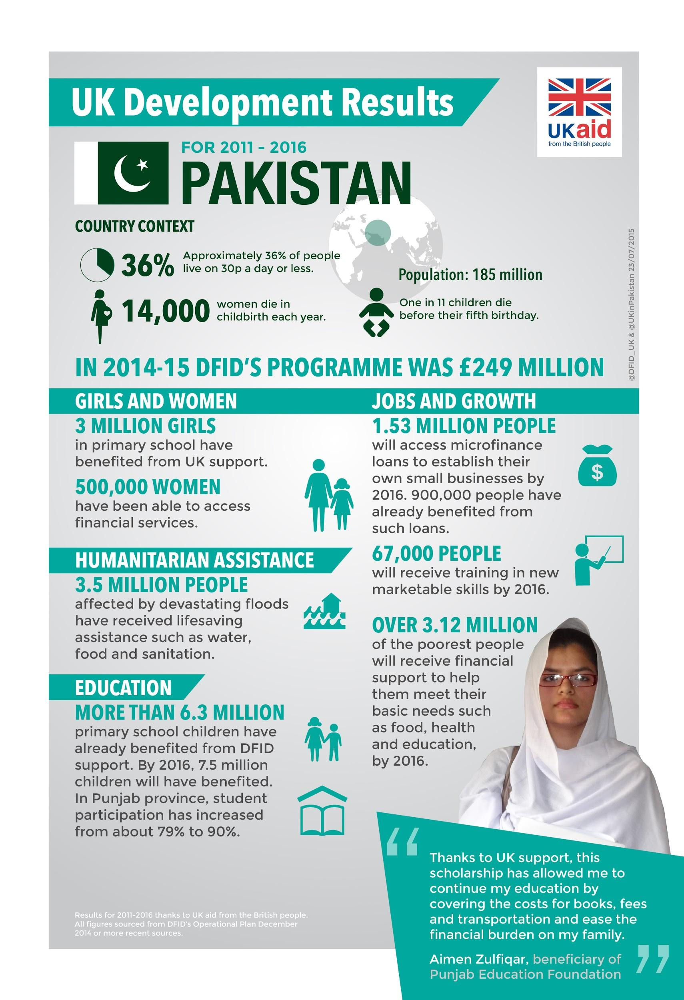 UK Development Results
UKaid
from the British people
FOR 2011 - 2016
PAKISTAN
COUNTRY CONTEXT
36%
Approximately 36% of people
live on 30p a day or less.
Population: 185 million
14,000
women die in
childbirth each year.
One in 11 children die
before their fifth birthday.
@DFID_UK & @UKinPakistan 23/07/2015
IN 2014-15 DFID'S PROGRAMME WAS £249 MILLION
GIRLS AND WOMEN
3 MILLION GIRLS
in primary school have
benefited from UK support.
500,000 WOMEN
have been able to access
financial services.
HUMANITARIAN ASSISTANCE
3.5 MILLION PEOPLE
affected by devastating floods
have received lifesaving
assistance such as water,
food and sanitation.
EDUCATION
MORE THAN 6.3 MILLION
primary school children have
already benefited from DFID
support. By 2016, 7.5 million
children will have benefited.
In Punjab province, student
participation has increased
from about 79% to 90%.
JOBS AND GROWTH
1.53 MILLION PEOPLE
will access microfinance
loans to establish their
own small businesses by
2016. 900,000 people have
already benefited from
such loans.
$
67,000 PEOPLE
will receive training in new
marketable skills by 2016.
OVER 3.12 MILLION
of the poorest people
will receive financial
support to help
them meet their
basic needs such
as food, health
and education,
by 2016.
“
Thanks to UK support, this
scholarship has allowed me to
continue my education by
covering the costs for books, fees
and transportation and ease the
financial burden on my family.
”
Aimen Zulfiqar, beneficiary of
Punjab Education Foundation
Results for 2011-2016 thanks to UK aid from the British people.
All figures sourced from DFID's Operational Plan December
2014 or more recent sources.